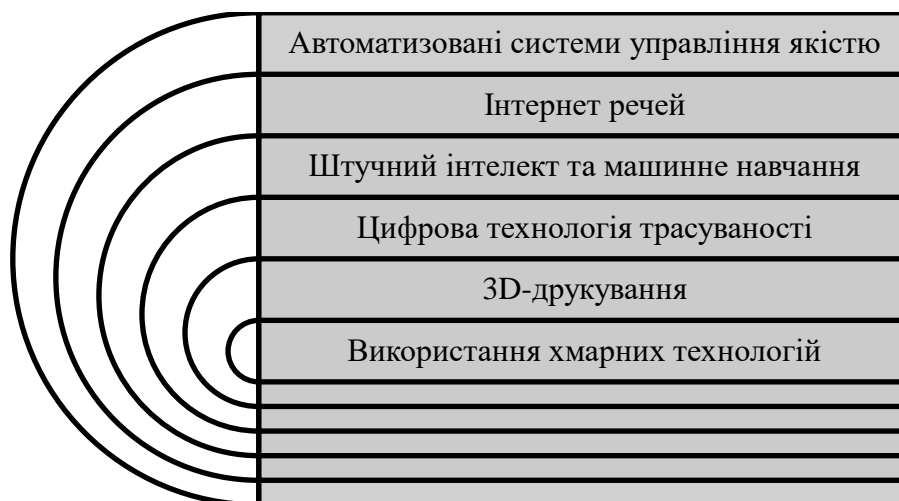 Автоматизовані системи управління якістю
Інтернет речей
Штучний інтелект та машинне навчання
Цифрова технологія трасуваності
3D-друкування
Використання хмарних технологій